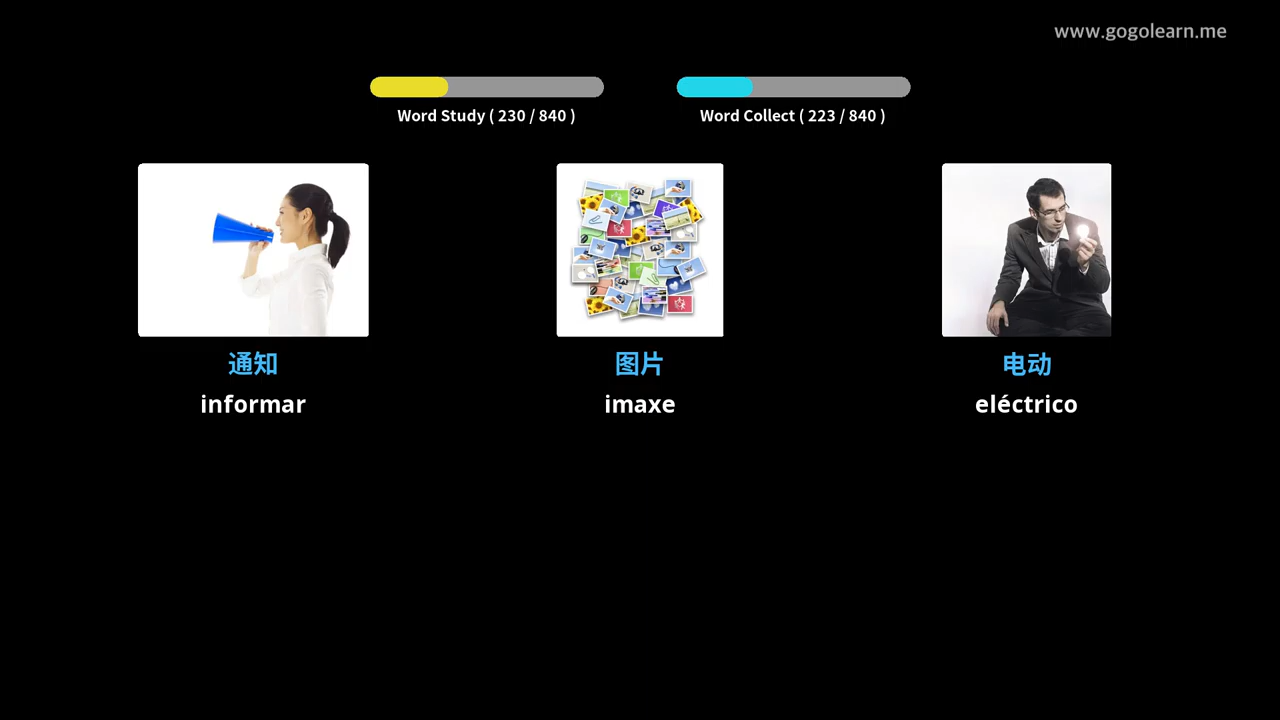 www.gogolearn.me
Word Study ( 230 / 840 )
Word Collect ( 223 / 840 )
通知
图片
电动
informar
imaxe
eléctrico